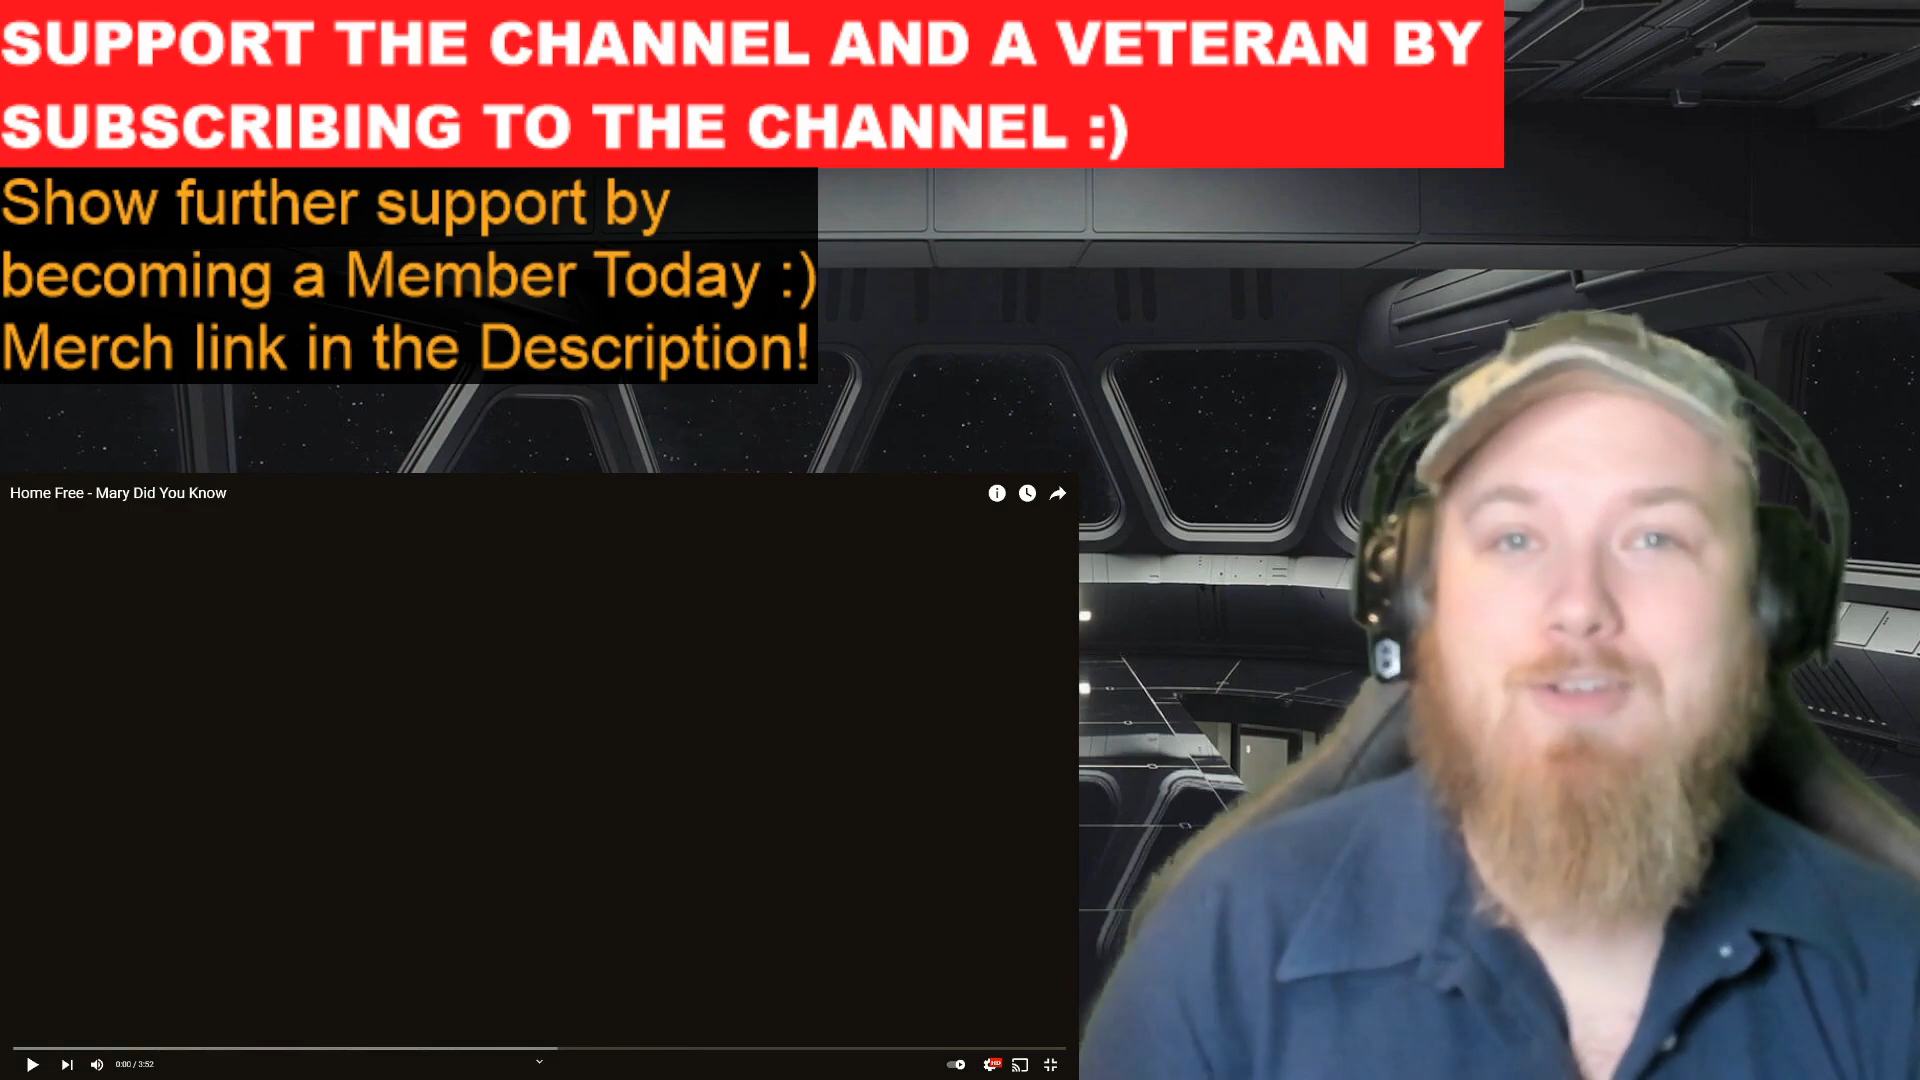 SUPPORT THE CHANNEL AND A VETERAN BY
SUBSCRIBING TO THE CHANNEL :)
Show further support by
becoming a Member Today :)
Merch link in the Description!
Home Free - Mary Did You Know
0:00 / 3:52
HD